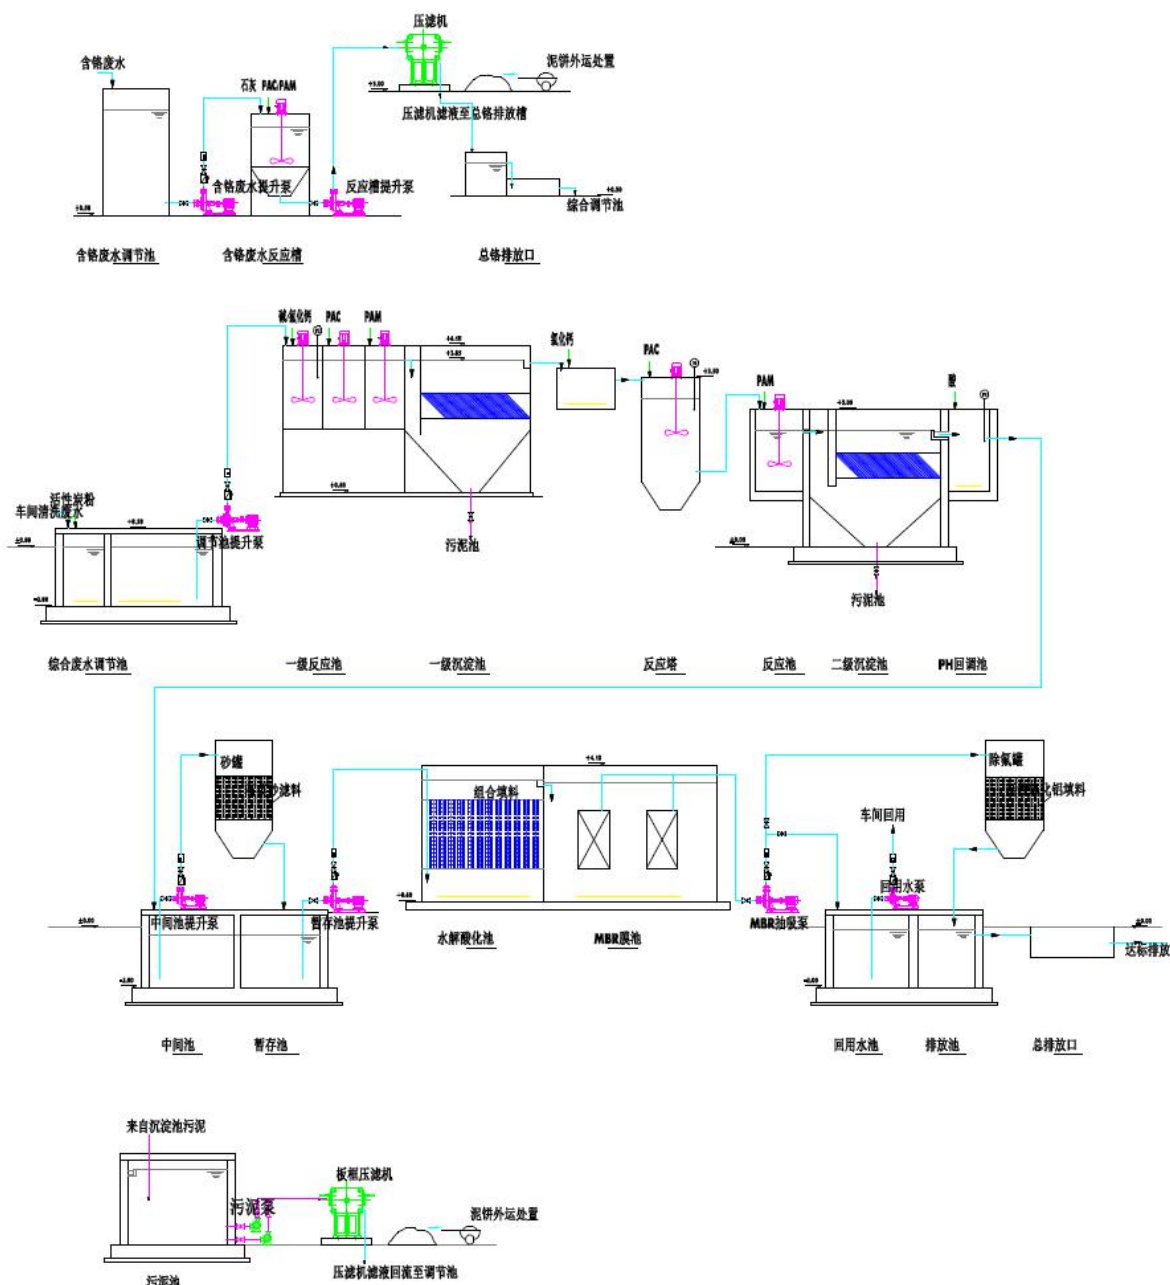 压滤机
含铬废水
泥饼外运处置
石灰 PAC/PAM
压滤机滤液至总铬排放槽
含铬废水提升泵
反应槽提升泵
综合调节池
含铬废水调节池
含铬废水反应槽
总铬排放口
PAC
PAM
氯化钙
PAC
PAM
酸
活性炭粉
车间清洗废水
调节池提升泵
污泥池
污泥池
综合废水调节池
一级反应池
一级沉淀池
反应塔
反应池
二级沉淀池
PH回调池
砂罐
砂滤料
组合填料
除氟罐
铝填料
车间回用
中间池提升泵
暂存池提升泵
回用水泵
水解酸化池
MBR膜池
MBR抽吸泵
达标排放
中间池
暂存池
回用水池
排放池
总排放口
来自沉淀池污泥
板框压滤机
污泥泵
泥饼外运处置
压滤机滤液回流至调节池
污泥池